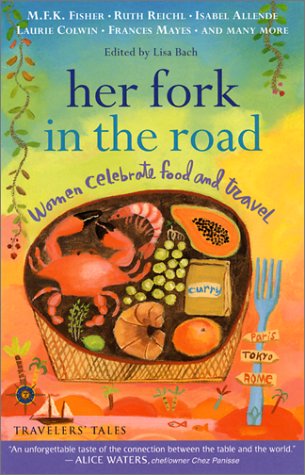 M.F.K. FISHER · RUTH REICHL · ISABEL ALLENDE
LAURIE COLWIN · FRANCES MAYES · AND MANY MORE
Edited by Lisa Bach
her fork
in the road
women celebrate food and travel
curry
PARIS
TOKYO
ROME
TRAVELERS' TALES
"An unforgettable taste of the connection between the table and the world."
— ALICE WATERS, chef/owner Chez Panisse